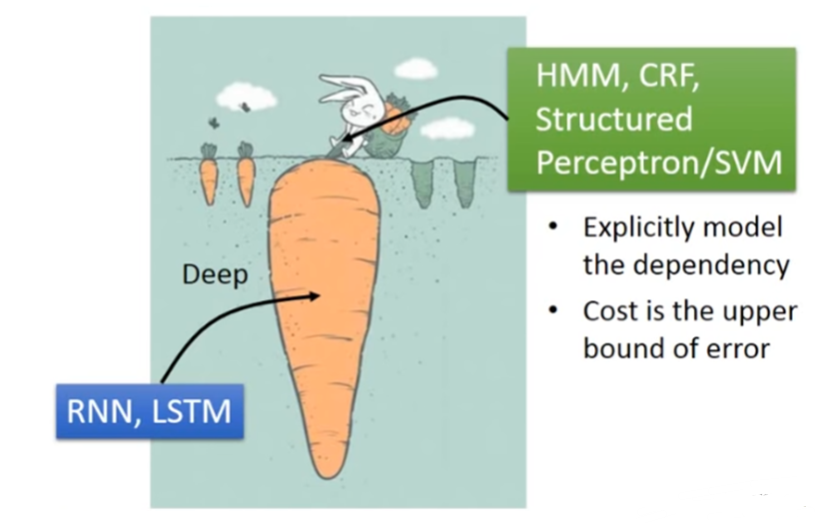 HMM, CRF,
Structured
Perceptron/SVM
• Explicitly model
the dependency
• Cost is the upper
bound of error
Deep
RNN, LSTM